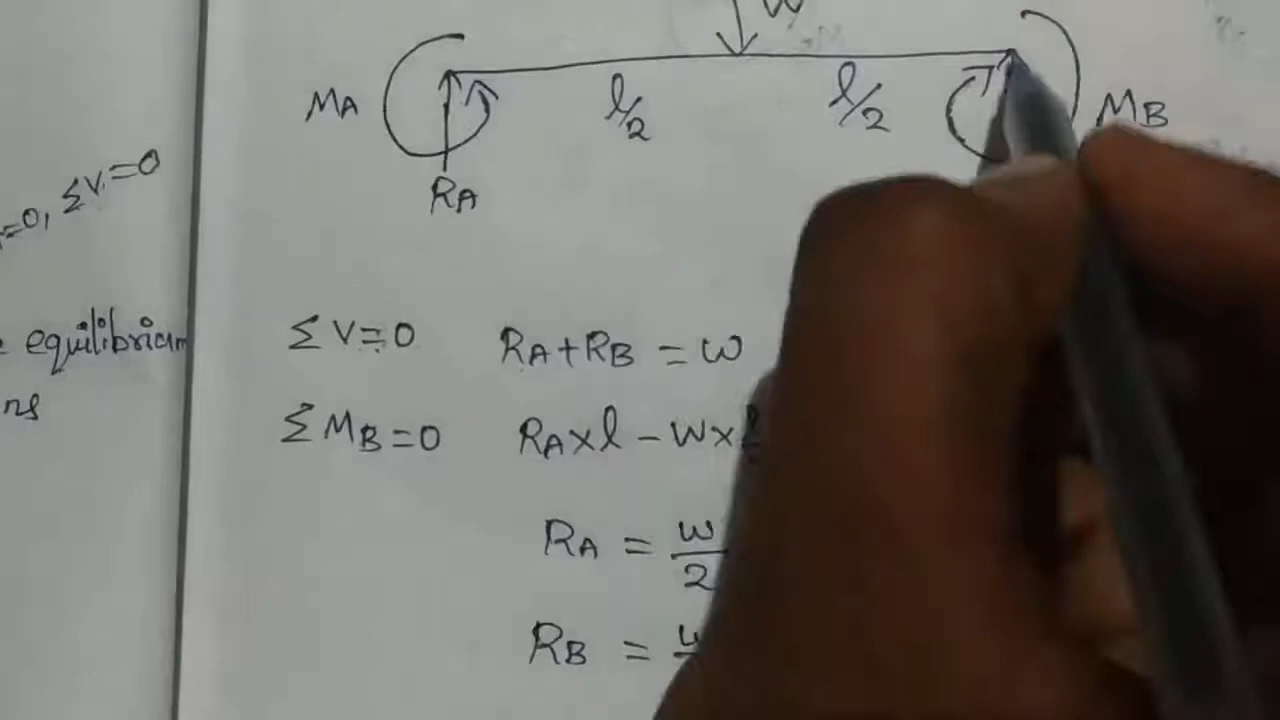 W
MA l/2 l/2 MB
RA
=0, ΣV=0
equilibrium
ns
ΣV=0 RA+RB = W
ΣMB=0 RA×l - W×
RA = W/2
RB =